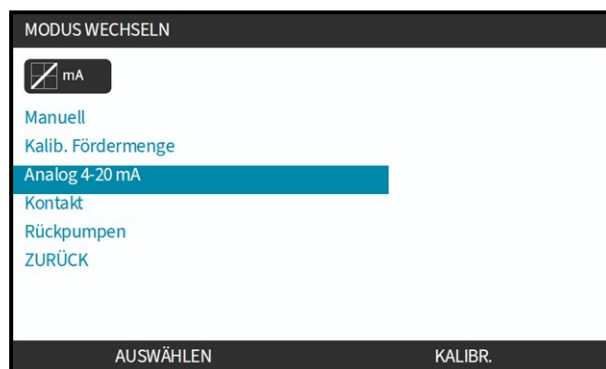 MODUS WECHSELN
mA
Manuell
Kalib. Fördermenge
Analog 4-20 mA
Kontakt
Rückpumpen
ZURÜCK
AUSWÄHLEN KALIBR.